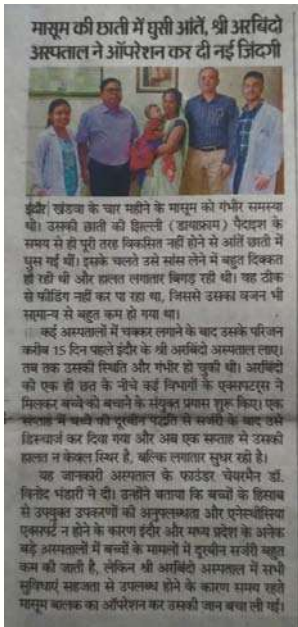 मासूम की छाती में घुसी आंतें, श्री अरबिंदो
अस्पताल ने ऑपरेशन कर दी नई जिंदगी
इंदौर| खंडवा के चार महीने के मासूम को गंभीर समस्या
थी। उसकी छाती की झिल्ली (डायाफ्राम) पैदाइश के
समय से ही पूरी तरह विकसित नहीं होने से आंतें छाती में
घुस गई थीं। इसके चलते उसे सांस लेने में बहुत दिक्कत
हो रही थी और हालत लगातार बिगड़ रही थी। वह ठीक
से फीडिंग नहीं कर पा रहा था, जिससे उसका वजन भी
सामान्य से बहुत कम हो गया था।
कई अस्पतालों में चक्कर लगाने के बाद उसके परिजन
करीब 15 दिन पहले इंदौर के श्री अरबिंदो अस्पताल लाए।
तब तक उसकी स्थिति और गंभीर हो चुकी थी। अरबिंदो
की एक ही छत के नीचे कई विभागों के एक्सपर्ट्स ने
मिलकर बच्चे को बचाने के संयुक्त प्रयास शुरू किए। एक
सप्ताह में बच्चे की दूरबीन पद्धति से सर्जरी के बाद उसे
डिस्चार्ज कर दिया गया और अब एक सप्ताह से उसकी
हालत न केवल स्थिर है, बल्कि लगातार सुधर रही है।
यह जानकारी अस्पताल के फाउंडर चेयरमैन डॉ.
विनोद भंडारी ने दी। उन्होंने बताया कि बच्चों के हिसाब
से उपयुक्त उपकरणों की अनुपलब्धता और एनेस्थीसिया
एक्सपर्ट न होने के कारण इंदौर और मध्य प्रदेश के अनेक
बड़े अस्पतालों में बच्चों के मामलों में दूरबीन सर्जरी बहुत
कम की जाती है, लेकिन श्री अरबिंदो अस्पताल में सभी
सुविधाएं सहजता से उपलब्ध होने के कारण समय रहते
मासूम बालक का ऑपरेशन कर उसकी जान बचा ली गई।